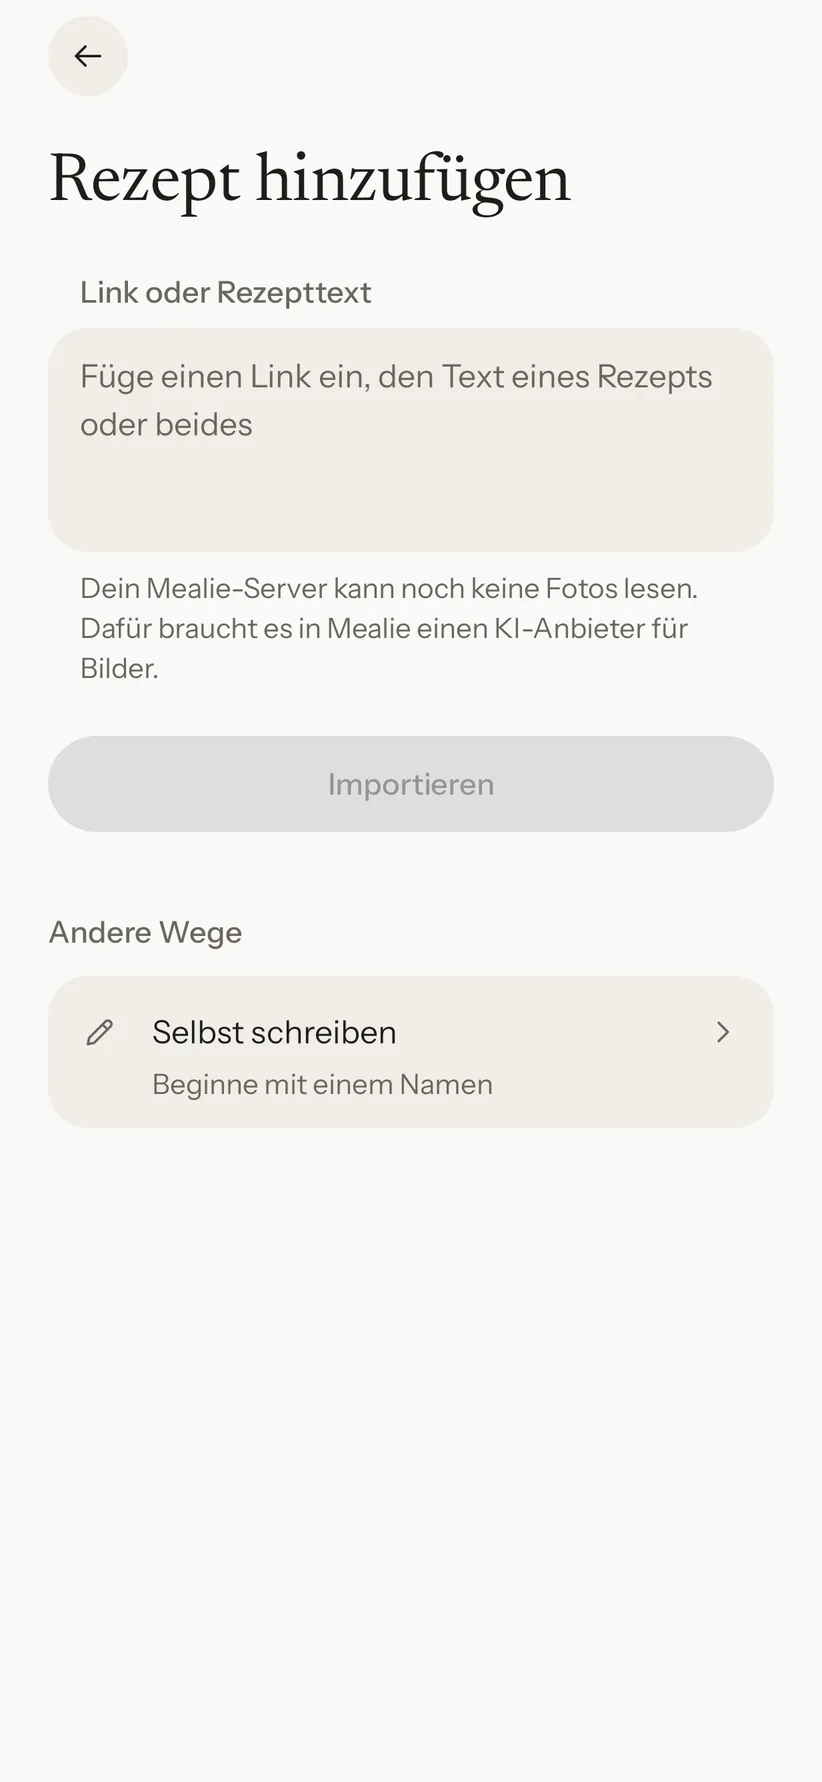 Rezept hinzufügen
Link oder Rezepttext
Füge einen Link ein, den Text eines Rezepts
oder beides
Dein Mealie-Server kann noch keine Fotos lesen.
Dafür braucht es in Mealie einen KI-Anbieter für
Bilder.
Importieren
Andere Wege
Selbst schreiben
Beginne mit einem Namen